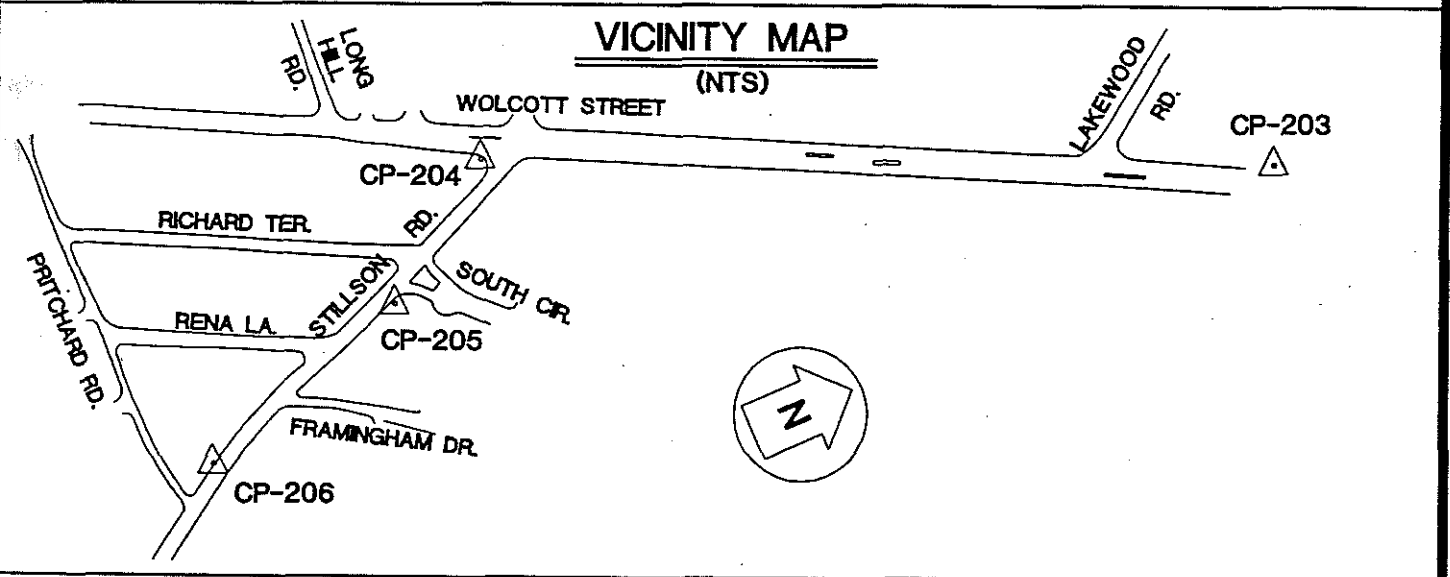 VICINITY MAP
(NTS)
LONG
HILL
RD.
WOLCOTT STREET
LAKEWOOD
RD.
CP-203
CP-204
RICHARD TER.
STILLSON
RD.
SOUTH CIR.
PRITCHARD RD.
RENA LA.
CP-205
FRAMINGHAM DR.
CP-206
N